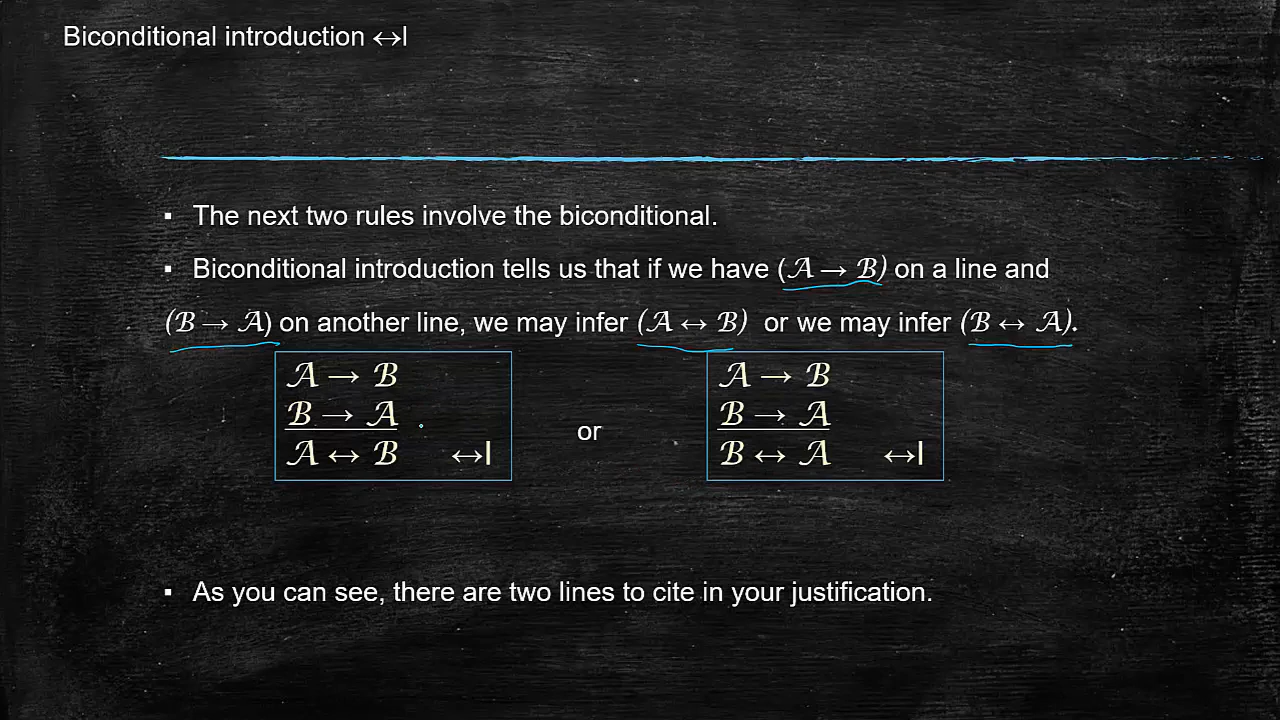 Biconditional introduction ↔I
▪ The next two rules involve the biconditional.
▪ Biconditional introduction tells us that if we have (𝒜 → ℬ) on a line and
(ℬ → 𝒜) on another line, we may infer (𝒜 ↔ ℬ) or we may infer (ℬ ↔ 𝒜).
𝒜 → ℬ
ℬ → 𝒜
𝒜 ↔ ℬ ↔I
or
𝒜 → ℬ
ℬ → 𝒜
ℬ ↔ 𝒜 ↔I
▪ As you can see, there are two lines to cite in your justification.